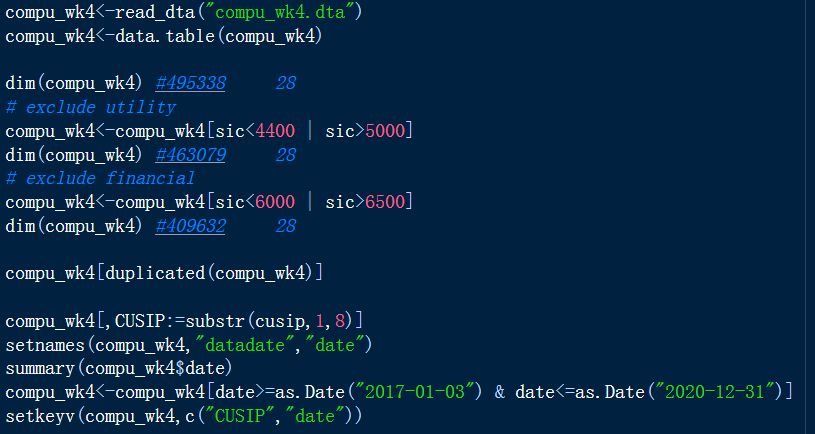 compu_wk4<-read_dta("compu_wk4.dta")
compu_wk4<-data.table(compu_wk4)
dim(compu_wk4) #495338     28
# exclude utility
compu_wk4<-compu_wk4[sic<4400 | sic>5000]
dim(compu_wk4) #463079     28
# exclude financial
compu_wk4<-compu_wk4[sic<6000 | sic>6500]
dim(compu_wk4) #409632     28
compu_wk4[duplicated(compu_wk4)]
compu_wk4[,CUSIP:=substr(cusip,1,8)]
setnames(compu_wk4,"datadate","date")
summary(compu_wk4$date)
compu_wk4<-compu_wk4[date>=as.Date("2017-01-03") & date<=as.Date("2020-12-31")]
setkeyv(compu_wk4,c("CUSIP","date"))